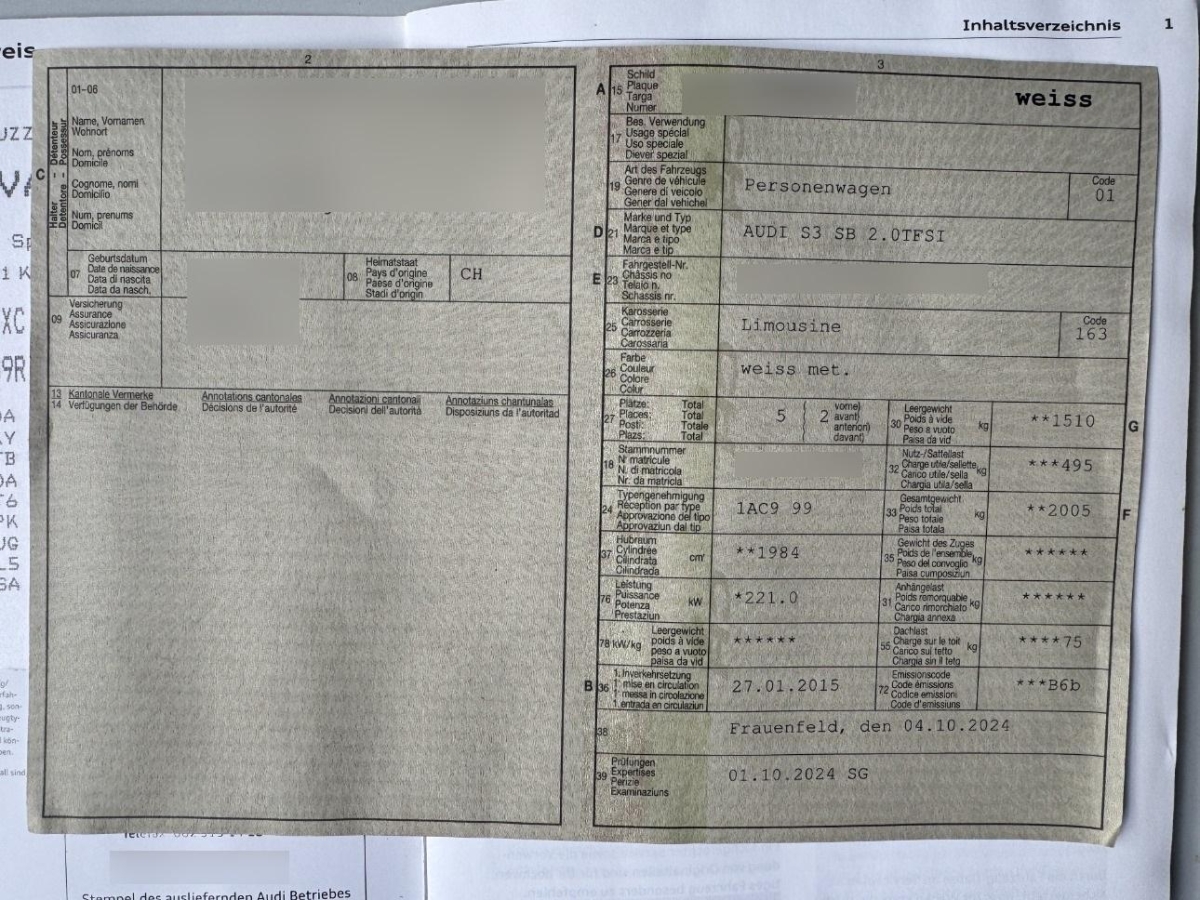 Inhaltsverzeichnis 1
eis
2
01-06
Halter - Détenteur
Detentore - Possessur
C
Name, Vornamen
Wohnort
Nom, prénoms
Domicile
Cognome, nomi
Domicilio
Num, prenums
Domicil
07
Geburtsdatum
Date de naissance
Data di nascita
Data da nasch.
08
Heimatstaat
Pays d'origine
Paese d'origine
Stadi d'origin
CH
09
Versicherung
Assurance
Assicurazione
Assicuranza
13 Kantonale Vermerke Annotations cantonales Annotazioni cantonali Annotaziuns chantunalas
14 Verfügungen der Behörde Décisions de l'autorité Decisioni dell'autorità Disposiziuns da l'autoritad
3
A 15
Schild
Plaque
Targa
Numer
weiss
17
Bes. Verwendung
Usage spécial
Uso speciale
Diever spezial
19
Art des Fahrzeugs
Genre de véhicule
Genere di veicolo
Gener dal vehichel
Personenwagen
Code
01
D 21
Marke und Typ
Marque et type
Marca e tipo
Marca e tip
AUDI S3 SB 2.0TFSI
E 23
Fahrgestell-Nr.
Châssis no
Telaio n.
Schassis nr.
25
Karosserie
Carrosserie
Carrozzeria
Carossaria
Limousine
Code
163
26
Farbe
Couleur
Colore
Colur
weiss met.
27
Plätze: Total
Places: Total
Posti: Totale
Plazs: Total
5 ( 2 vorne)
avant)
anteriori)
davant)
30
Leergewicht
Poids à vide
Peso a vuoto
Paisa da vid
kg
**1510
G
18
Stammnummer
N° matricule
N. di matricola
Nr. da matricla
32
Nutz-/Sattellast
Charge utile/sellette
Carico utile/sella
Chargia utila/sella
kg
***495
24
Typengenehmigung
Réception par type
Approvazione del tipo
Approvaziun dal tip
1AC9 99
33
Gesamtgewicht
Poids total
Peso totale
Paisa totala
kg
**2005
F
37
Hubraum
Cylindrée
Cilindrata
Cilindrada
cm³
**1984
35
Gewicht des Zuges
Poids de l'ensemble
Peso del convoglio
Paisa cumposiziun
kg
******
76
Leistung
Puissance
Potenza
Prestaziun
kW
*221.0
31
Anhängelast
Poids remorquable
Carico rimorchiato
Chargia annexa
kg
******
78 kW/kg
Leergewicht
poids à vide
peso a vuoto
paisa da vid
******
55
Dachlast
Charge sur le toit
Carico sul tetto
Chargia sin il tetg
kg
****75
B 36
1. Inverkehrsetzung
1re mise en circulation
1a messa in circolazione
1. entrada en circulaziun
27.01.2015
72
Emissionscode
Code émissions
Codice emissioni
Code d'emissiuns
***B6b
38
Frauenfeld, den 04.10.2024
39
Prüfungen
Expertises
Perizie
Examinaziuns
01.10.2024 SG
Stempel des ausliefernden Audi Betriebes